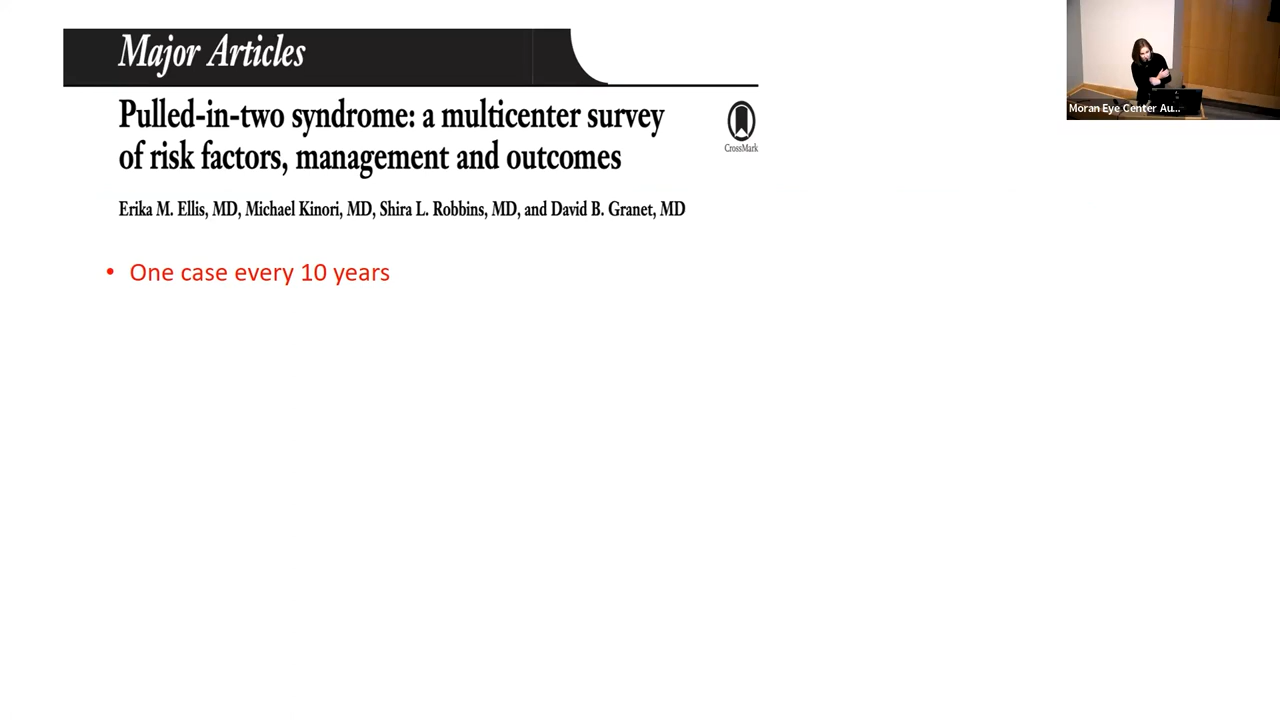 Major Articles
Pulled-in-two syndrome: a multicenter survey
of risk factors, management and outcomes
CrossMark
Erika M. Ellis, MD, Michael Kinori, MD, Shira L. Robbins, MD, and David B. Granet, MD
• One case every 10 years
Moran Eye Center Au...